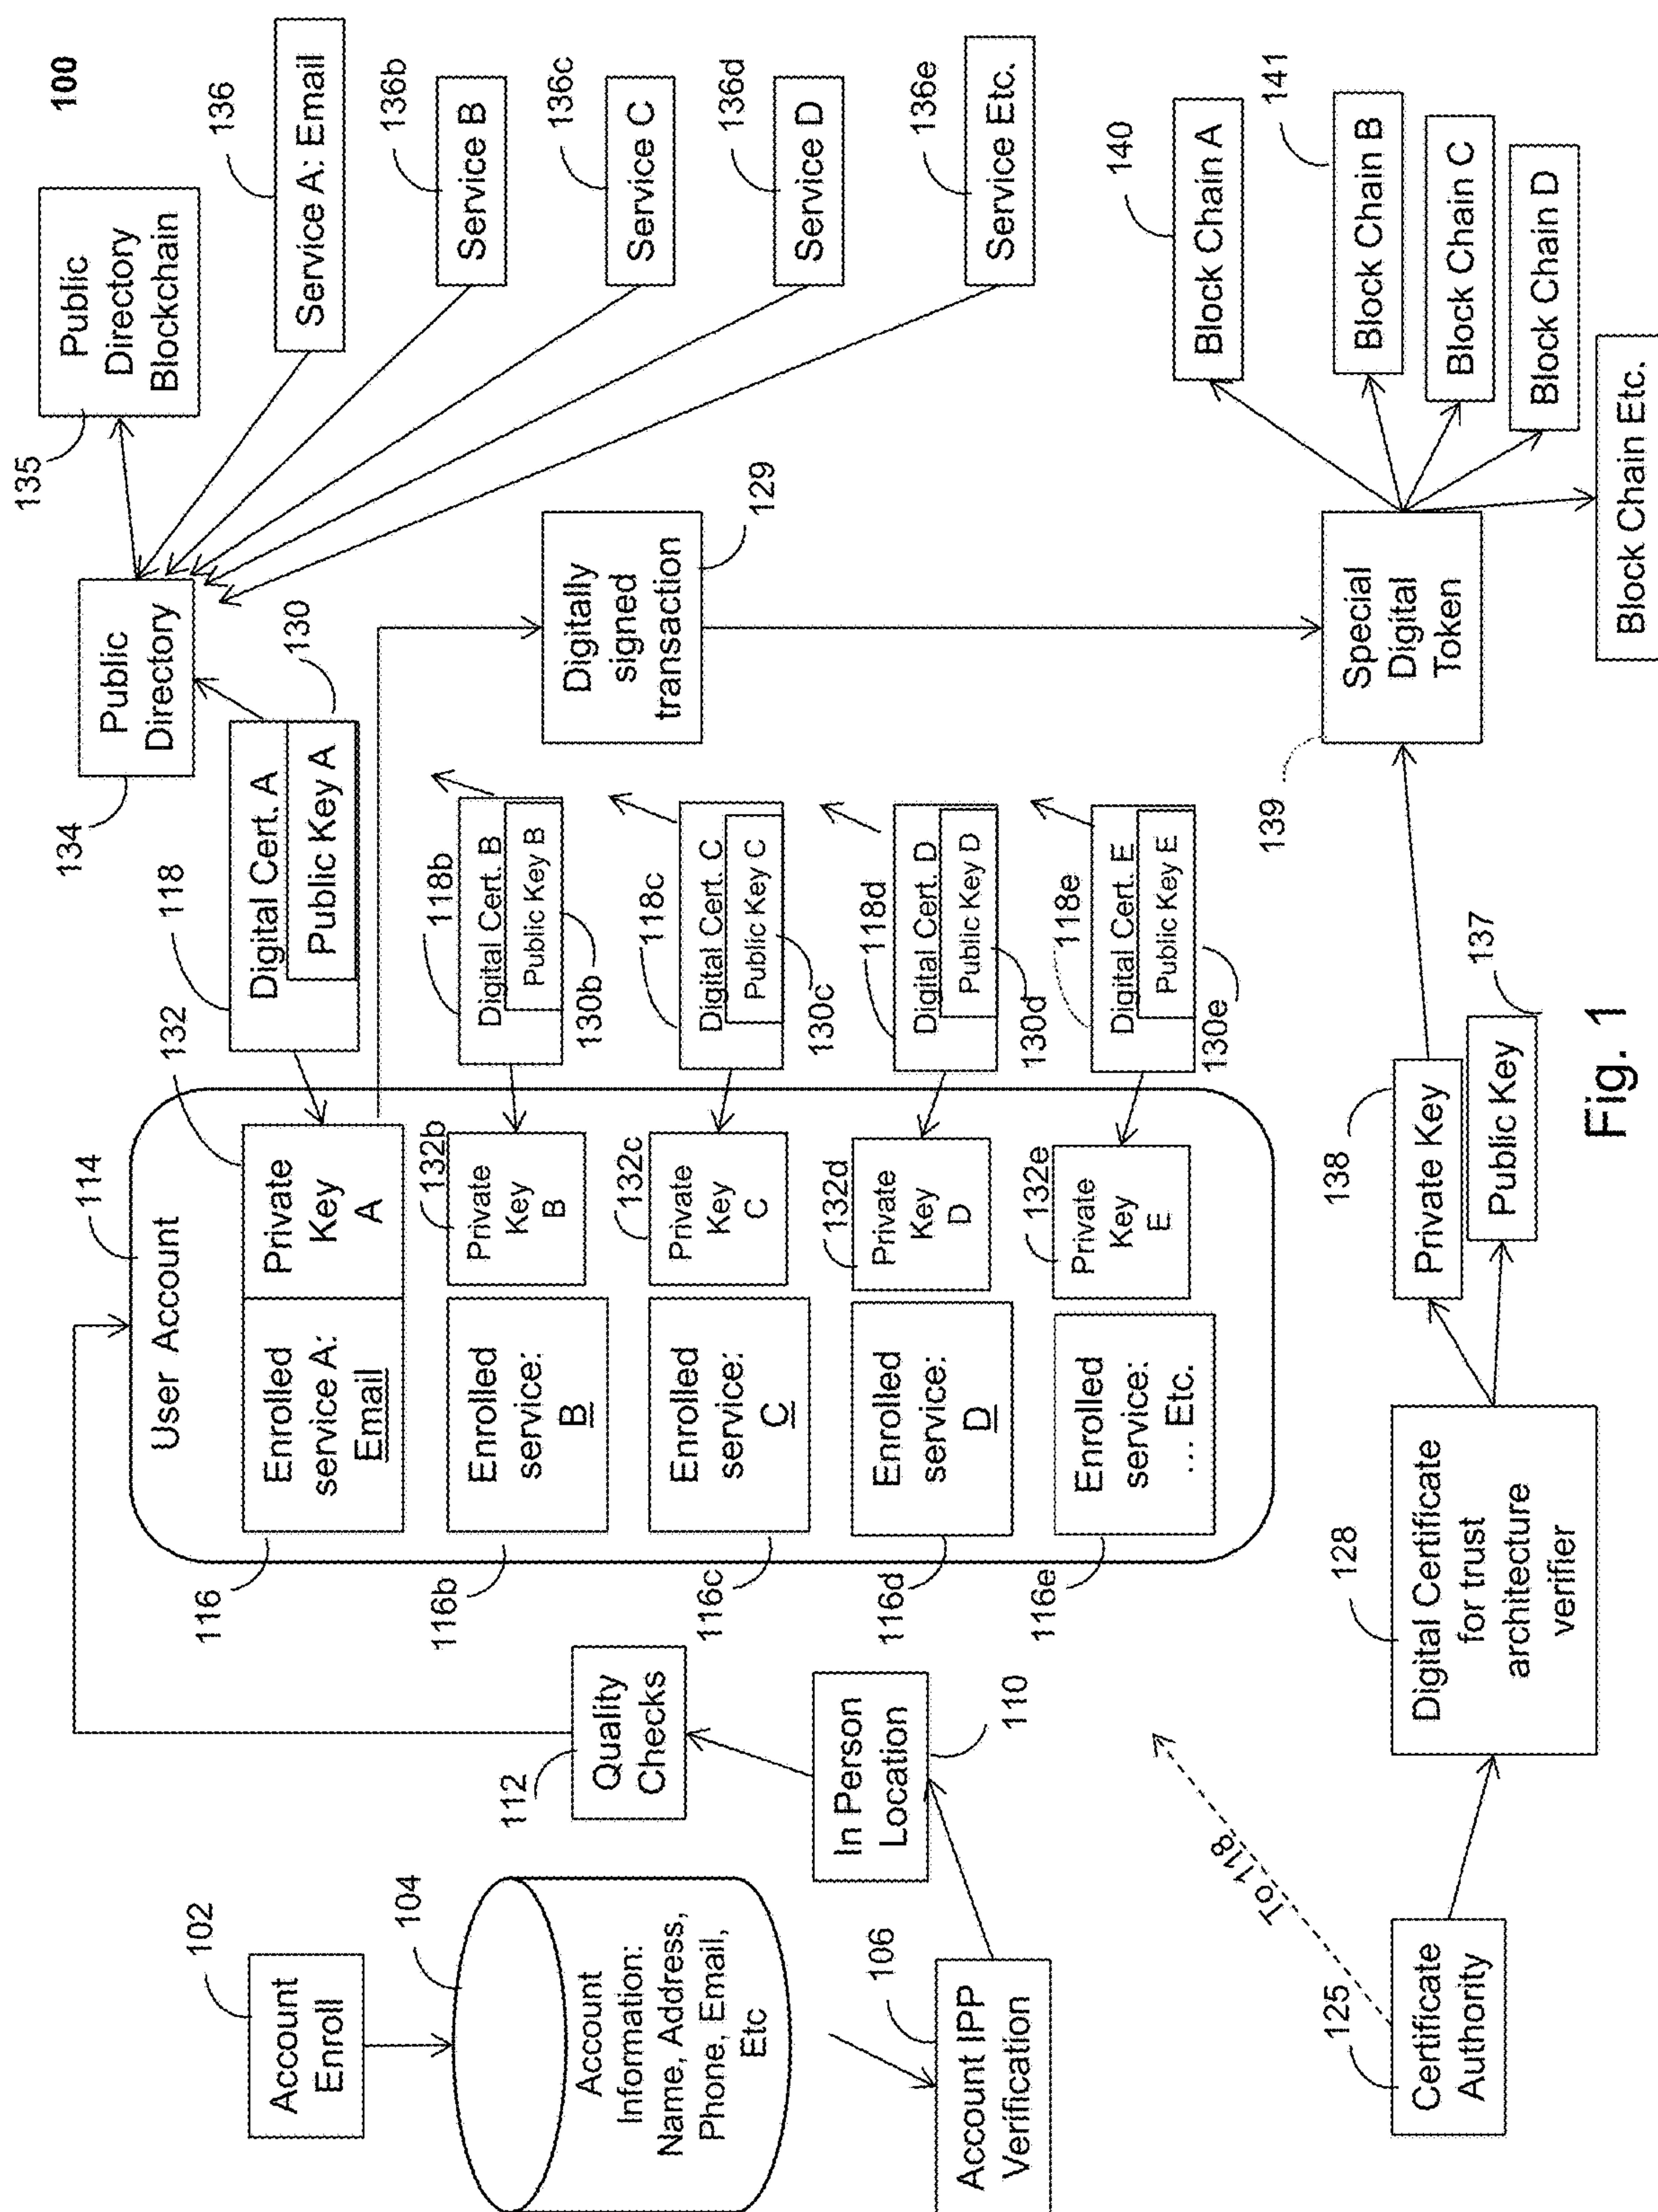 100
102
Account
Enroll
104
Account
Information:
Name, Address,
Phone, Email,
Etc
106
Account IPP
Verification
110
In Person
Location
112
Quality
Checks
114
User Account
116
Enrolled
service A:
Email
132
Private
Key
A
116b
Enrolled
service:
B
132b
Private
Key
B
116c
Enrolled
service:
C
132c
Private
Key
C
116d
Enrolled
service:
D
132d
Private
Key
D
116e
Enrolled
service:
... Etc.
132e
Private
Key
E
118
Digital Cert. A
Public Key A
130
118b
Digital Cert. B
Public Key B
130b
118c
Digital Cert. C
Public Key C
130c
118d
Digital Cert. D
Public Key D
130d
118e
Digital Cert. E
Public Key E
130e
134
Public
Directory
135
Public
Directory
Blockchain
136
Service A: Email
136b
Service B
136c
Service C
136d
Service D
136e
Service Etc.
Digitally
signed
transaction
129
125
Certificate
Authority
To 118
128
Digital Certificate
for trust
architecture
verifier
138
Private Key
Public Key
137
139
Special
Digital
Token
140
Block Chain A
141
Block Chain B
Block Chain C
Block Chain D
Block Chain Etc.
Fig. 1